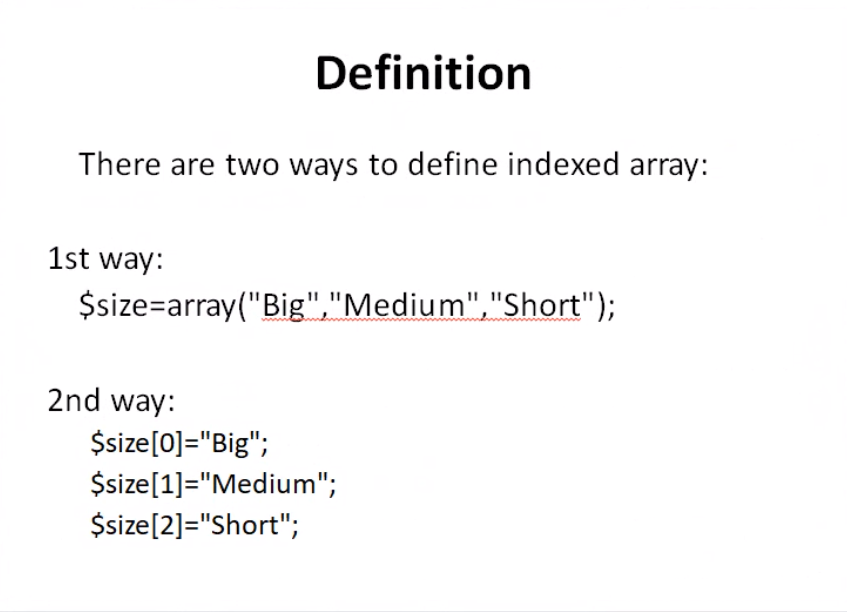 Definition
There are two ways to define indexed array:
1st way:
$size=array("Big","Medium","Short");
2nd way:
$size[0]="Big";
$size[1]="Medium";
$size[2]="Short";